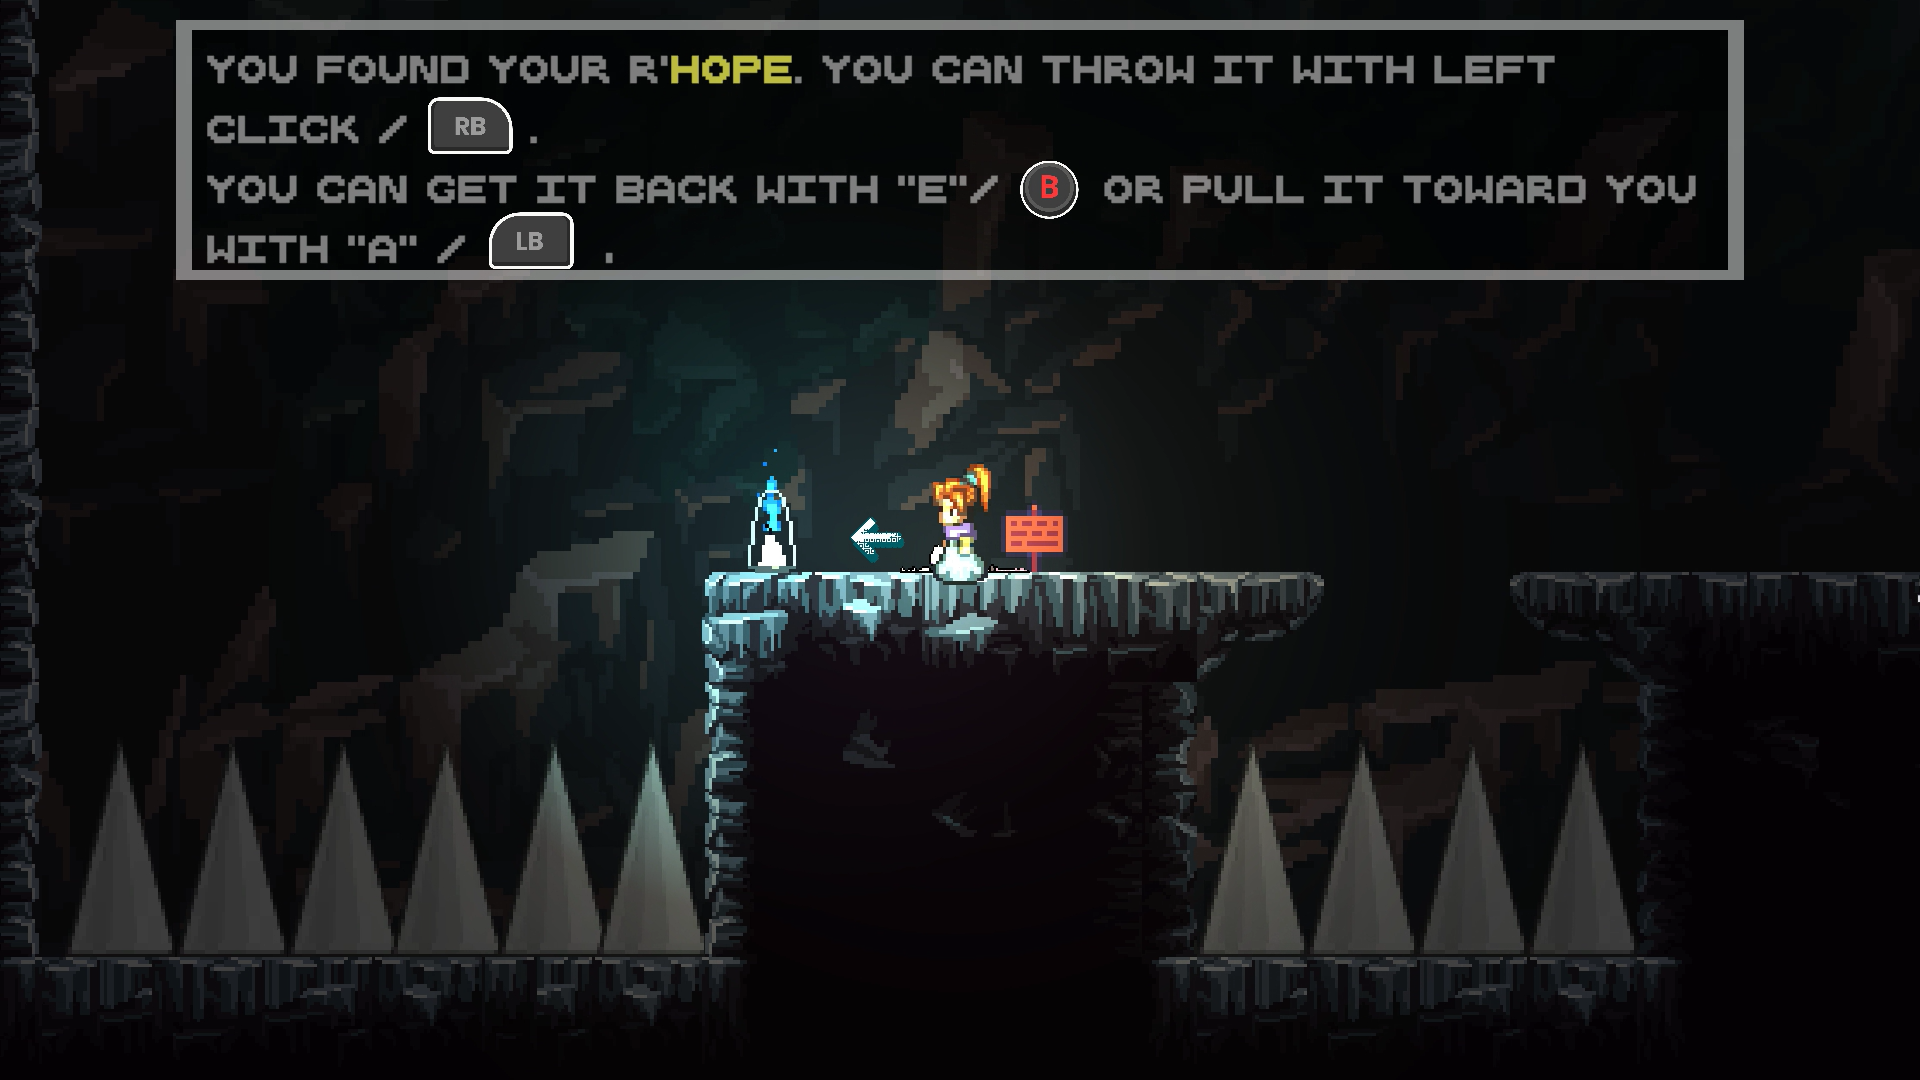 YOU FOUND YOUR R'HOPE. YOU CAN THROW IT WITH LEFT
CLICK / RB .
YOU CAN GET IT BACK WITH "E"/ B OR PULL IT TOWARD YOU
WITH "A" / LB .